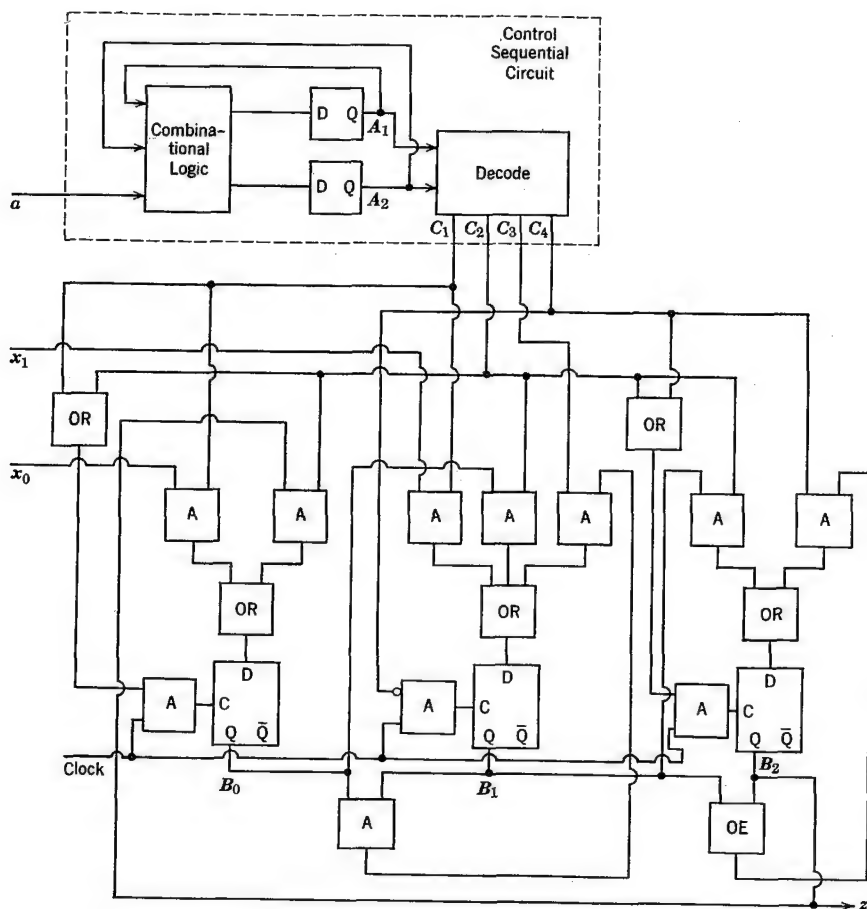 Control
Sequential
Circuit
Combina-
tional
Logic
D Q
A₁
D Q
A₂
Decode
a
C₁ C₂ C₃ C₄
x₁
OR
OR
x₀
A
A
A
A
A
A
A
OR
OR
OR
D
D
D
A
C
A
C
A
C
Q Q̄
Q Q̄
Q Q̄
Clock
B₀
B₁
B₂
A
OE
z